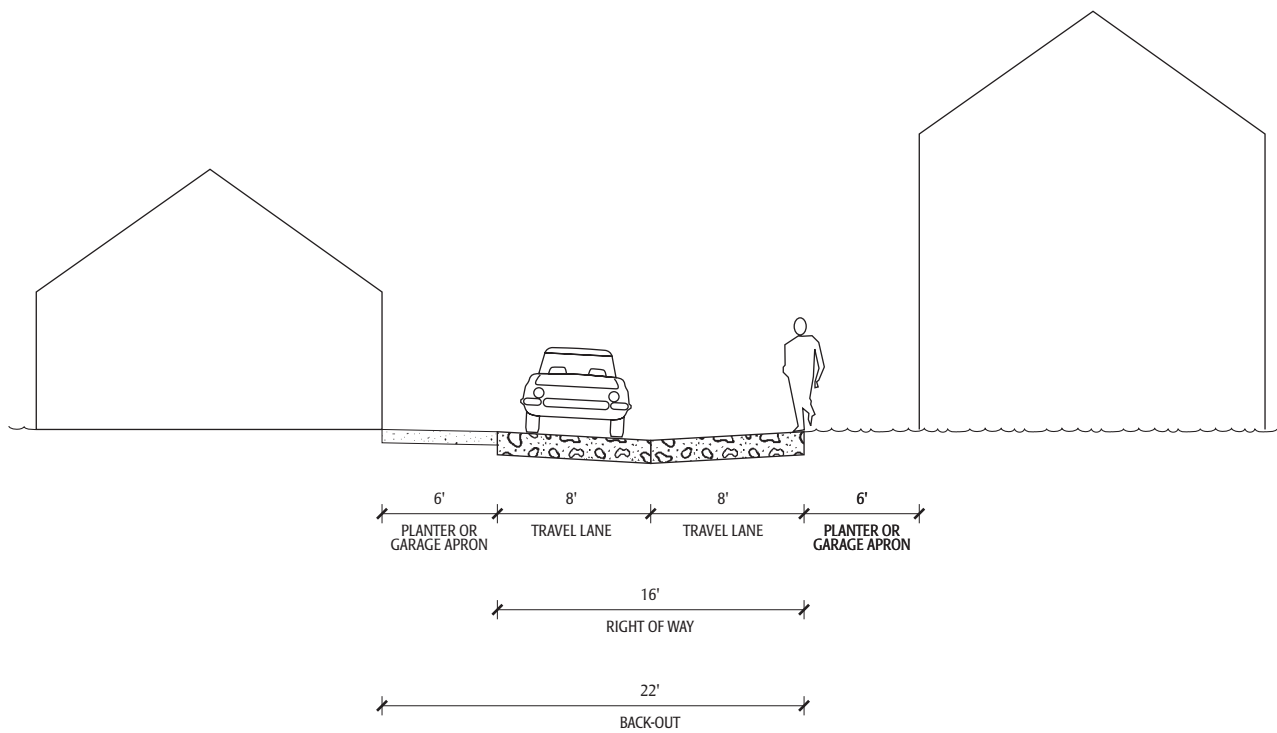 6' 8' 8' 6'
PLANTER OR TRAVEL LANE TRAVEL LANE PLANTER OR
GARAGE APRON GARAGE APRON
16'
RIGHT OF WAY
22'
BACK-OUT